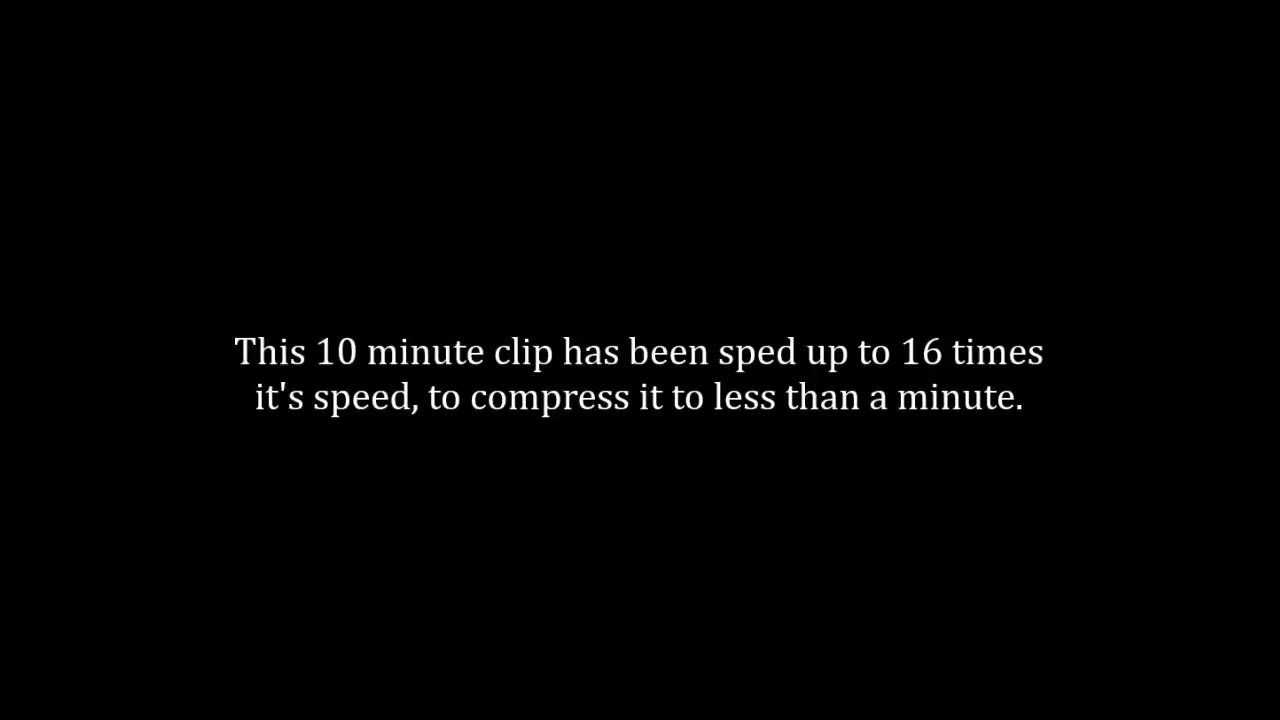 This 10 minute clip has been sped up to 16 times
it's speed, to compress it to less than a minute.